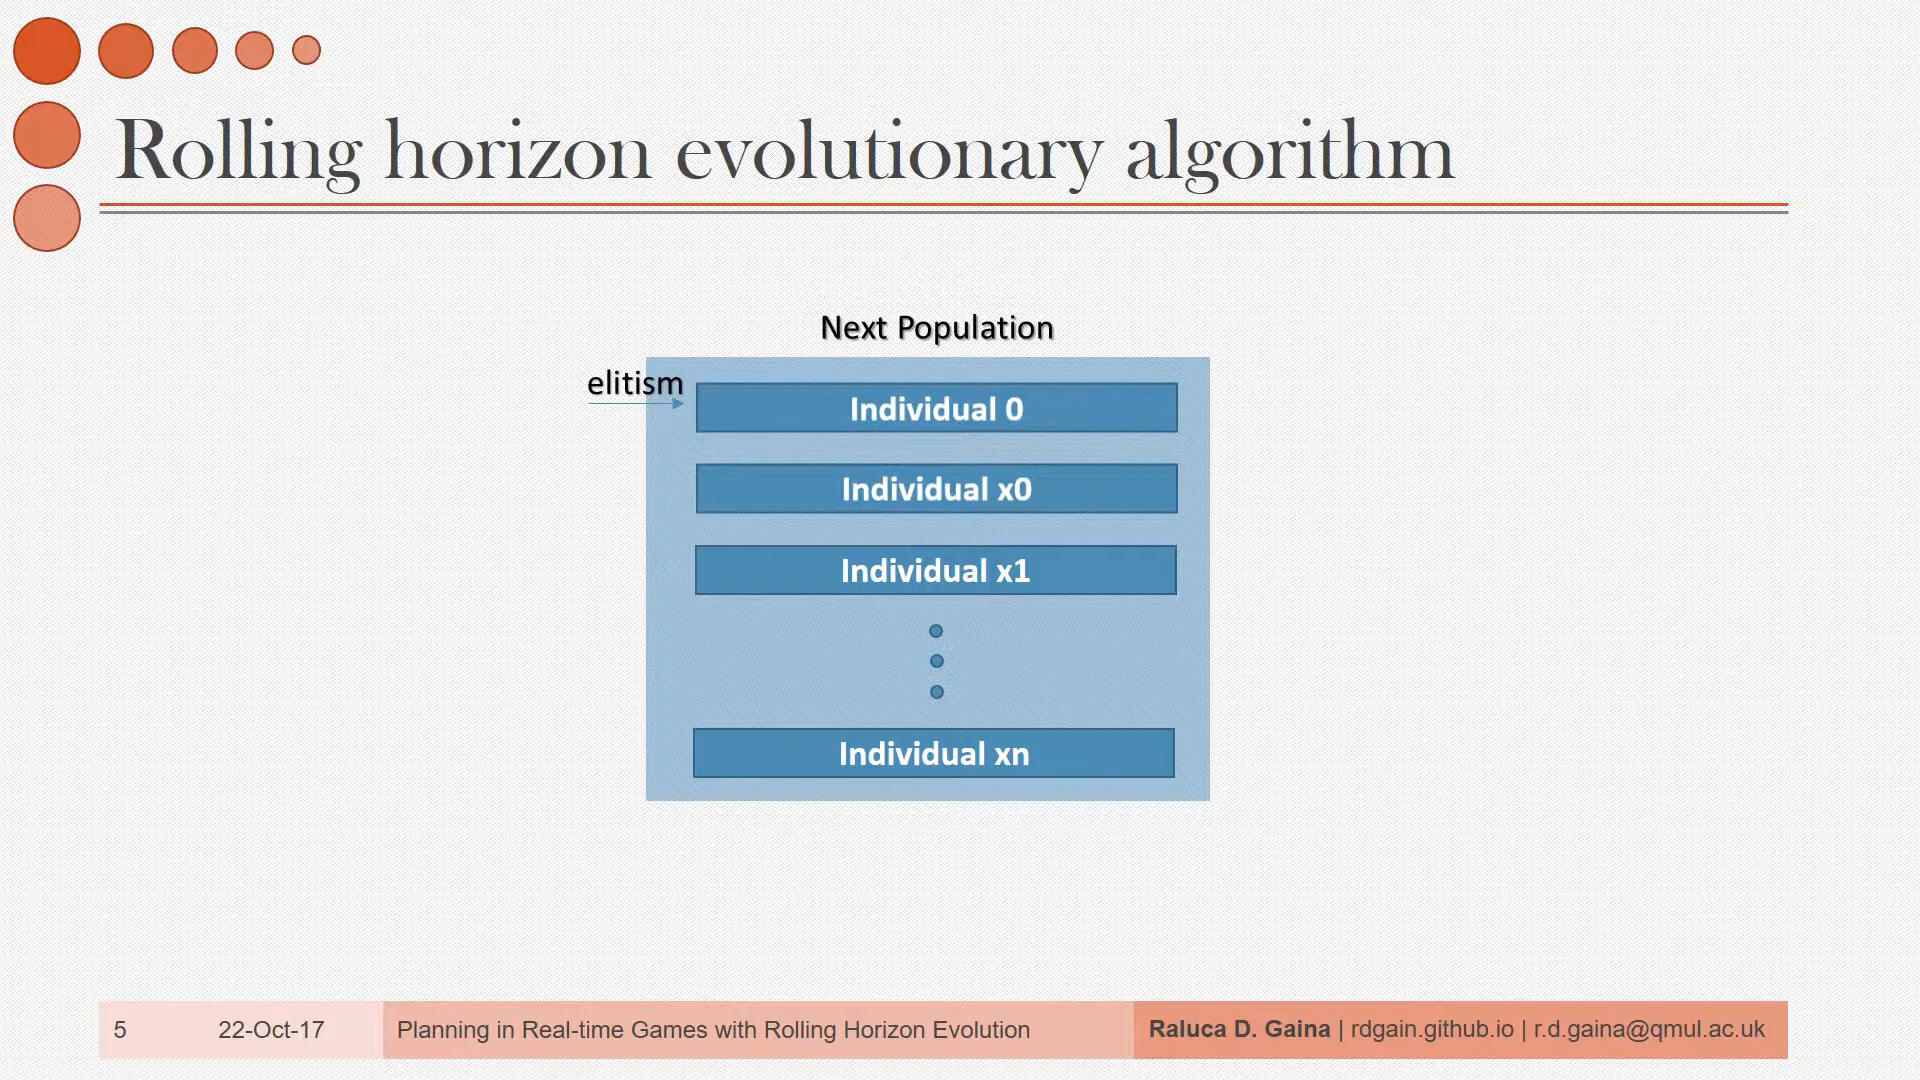 Rolling horizon evolutionary algorithm
Next Population
elitism
Individual 0
Individual x0
Individual x1
Individual xn
5 22-Oct-17 Planning in Real-time Games with Rolling Horizon Evolution Raluca D. Gaina | rdgain.github.io | r.d.gaina@qmul.ac.uk